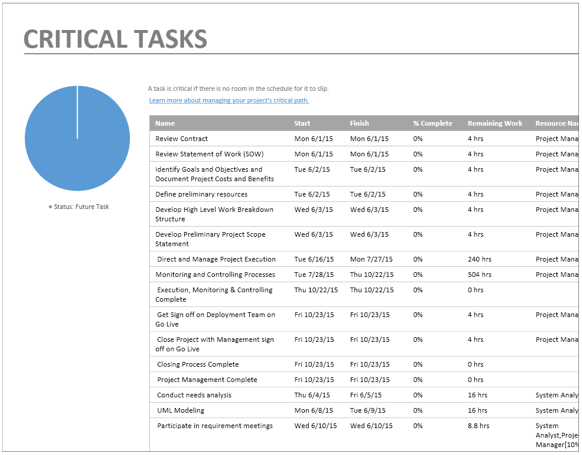 CRITICAL TASKS
A task is critical if there is no room in the schedule for it to slip.
Learn more about managing your project's critical path.
Status: Future Task
Name Start Finish % Complete Remaining Work Resource
Review Contract Mon 6/1/15 Mon 6/1/15 0% 4 hrs Project
Review Statement of Work (SOW) Mon 6/1/15 Mon 6/1/15 0% 4 hrs Project
Identify Goals and Objectives and Tue 6/2/15 Tue 6/2/15 0% 4 hrs Project
Document Project Costs and Benefits
Define preliminary resources Tue 6/2/15 Tue 6/2/15 0% 4 hrs Project
Develop High Level Work Breakdown Wed 6/3/15 Wed 6/3/15 0% 4 hrs Project
Structure
Develop Preliminary Project Scope Wed 6/3/15 Wed 6/3/15 0% 4 hrs Project
Statement
Direct and Manage Project Execution Tue 6/16/15 Mon 7/27/15 0% 240 hrs Project
Monitoring and Controlling Processes Tue 7/28/15 Thu 10/22/15 0% 504 hrs Project
Execution, Monitoring & Controlling Thu 10/22/15 Thu 10/22/15 0% 0 hrs
Complete
Get Sign off on Deployment Team on Fri 10/23/15 Fri 10/23/15 0% 4 hrs Project
Go Live
Close Project with Management sign Fri 10/23/15 Fri 10/23/15 0% 4 hrs Project
off on Go Live
Closing Process Complete Fri 10/23/15 Fri 10/23/15 0% 0 hrs
Project Management Complete Fri 10/23/15 Fri 10/23/15 0% 0 hrs
Conduct needs analysis Thu 6/4/15 Fri 6/5/15 0% 16 hrs System
UML Modeling Mon 6/8/15 Tue 6/9/15 0% 16 hrs System
Participate in requirement meetings Wed 6/10/15 Wed 6/10/15 0% 8.8 hrs System
Analyst,Proje
Manager[10%